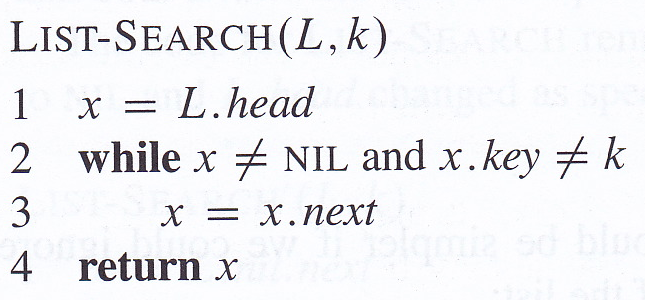 LIST-SEARCH(L, k)
1 x = L.head
2 while x ≠ NIL and x.key ≠ k
3 x = x.next
4 return x